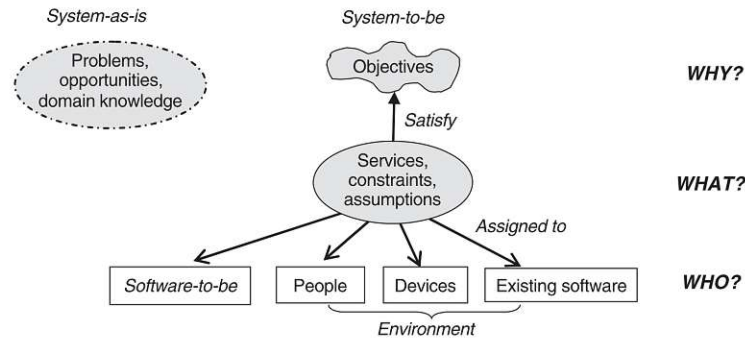 System-as-is
System-to-be
Problems,
opportunities,
domain knowledge
Objectives
WHY?
Satisfy
Services,
constraints,
assumptions
WHAT?
Assigned to
Software-to-be
People
Devices
Existing software
WHO?
Environment